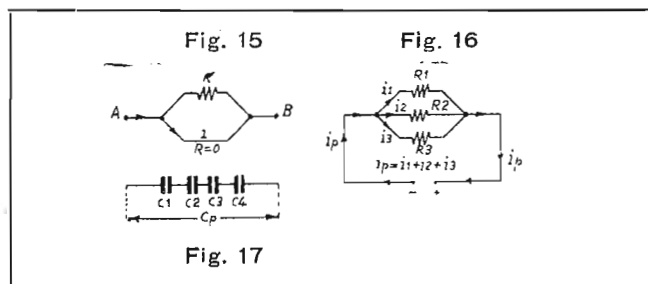 Fig. 15
Fig. 16
R
A
B
R=0
i1
R1
i2
R2
i3
R3
ip
ip
ip=i1+i2+i3
- +
C1 C2 C3 C4
Cp
Fig. 17